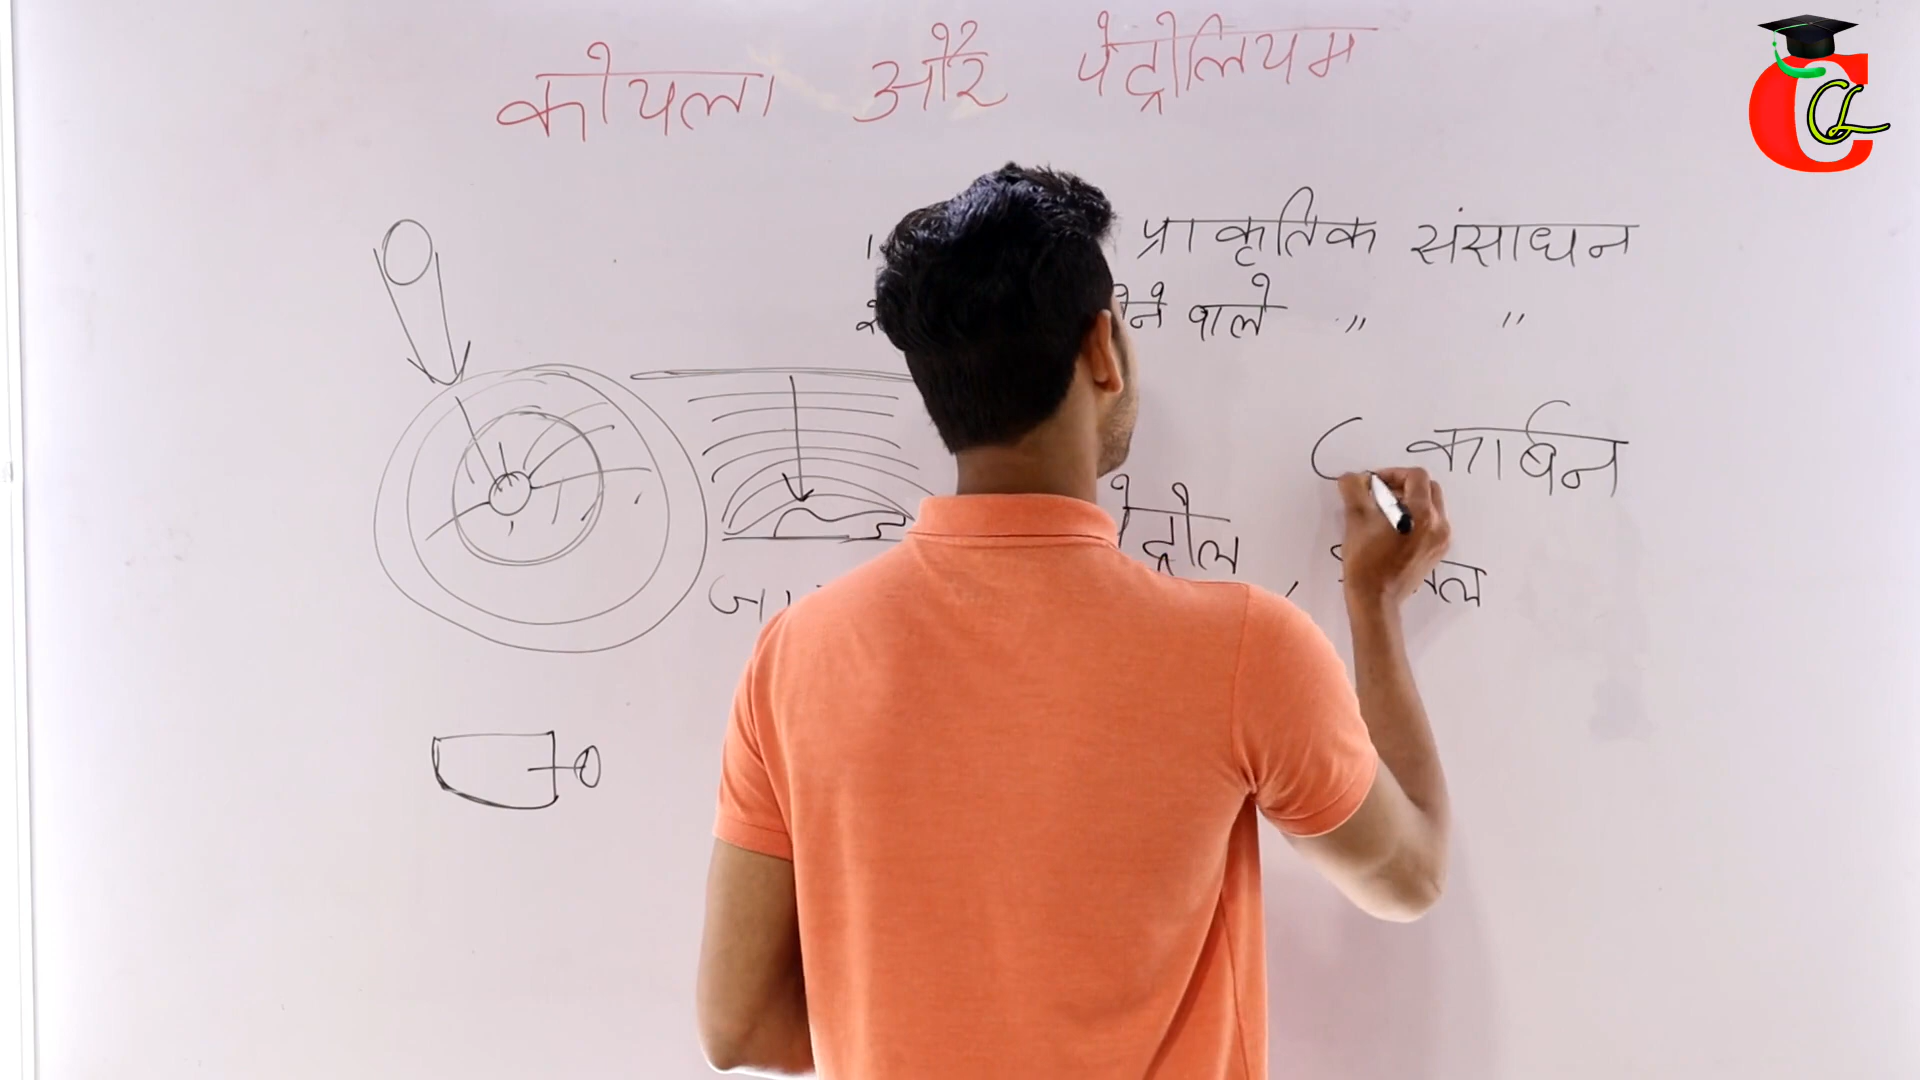 कोयला और पेट्रोलियम
प्राकृतिक संसाधन
वाले " "
C कार्बन
पेट्रोल ,